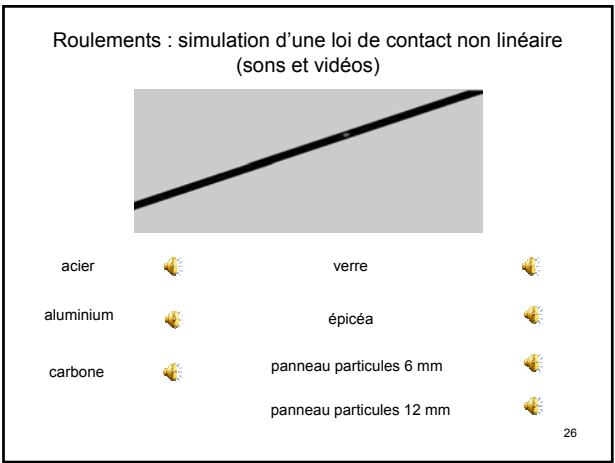 Roulements : simulation d’une loi de contact non linéaire
(sons et vidéos)
acier
verre
aluminium
épicéa
carbone
panneau particules 6 mm
panneau particules 12 mm
26